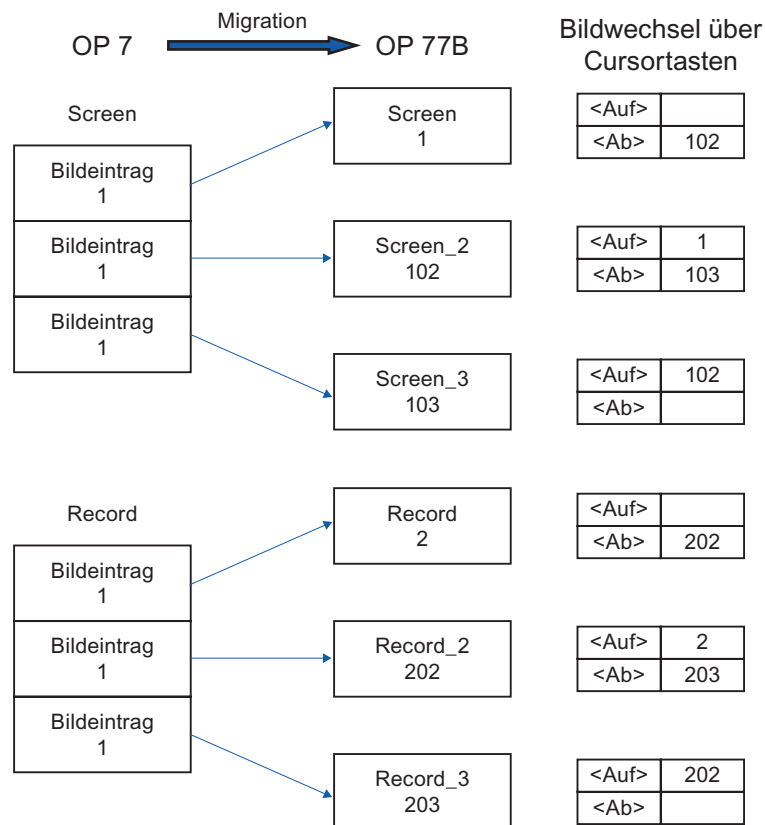 Migration
OP 7
OP 77B
Bildwechsel über
Cursortasten
Screen
Bildeintrag
1
Bildeintrag
1
Bildeintrag
1
Screen
1
<Auf>
<Ab> 102
Screen_2
102
<Auf> 1
<Ab> 103
Screen_3
103
<Auf> 102
<Ab>
Record
Bildeintrag
1
Bildeintrag
1
Bildeintrag
1
Record
2
<Auf>
<Ab> 202
Record_2
202
<Auf> 2
<Ab> 203
Record_3
203
<Auf> 202
<Ab>